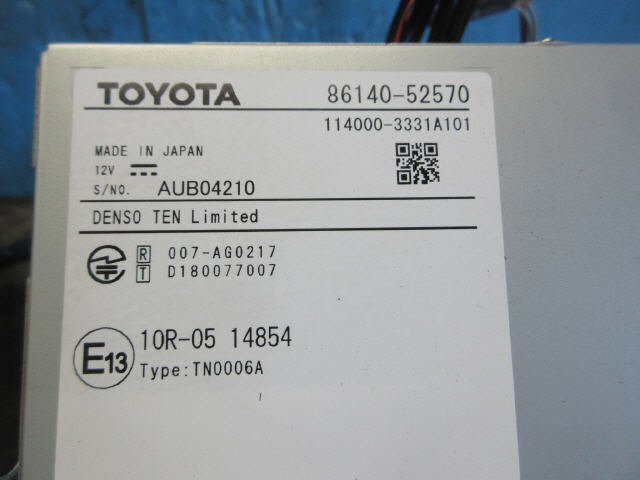 TOYOTA 86140-52570
114000-3331A101
MADE IN JAPAN
12V
S/NO. AUB04210
DENSO TEN Limited
R 007-AG0217
T D180077007
E13 10R-05 14854
Type:TN0006A